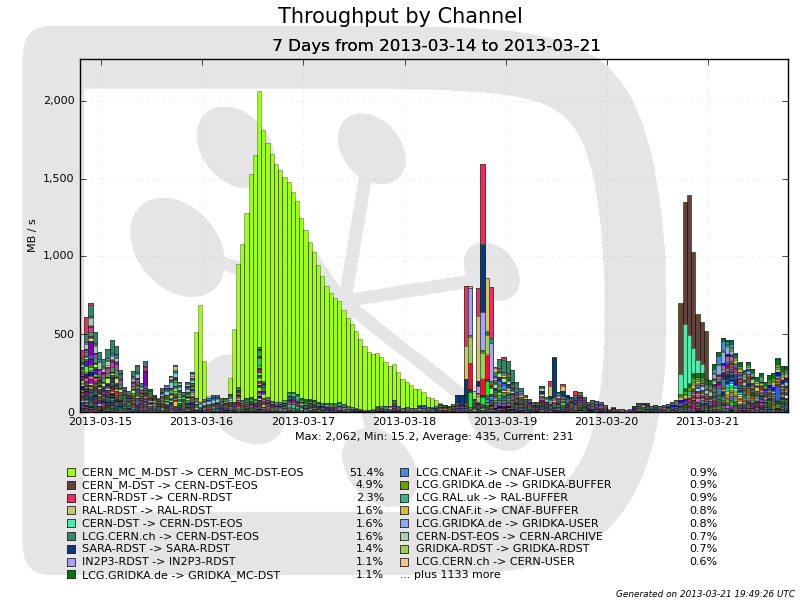 Throughput by Channel
7 Days from 2013-03-14 to 2013-03-21
2,000
1,500
1,000
500
0
MB / s
2013-03-15 2013-03-16 2013-03-17 2013-03-18 2013-03-19 2013-03-20 2013-03-21
Max: 2,062, Min: 15.2, Average: 435, Current: 231
CERN_MC_M-DST -> CERN_MC-DST-EOS 51.4%
CERN_M-DST -> CERN-DST-EOS 4.9%
CERN-RDST -> CERN-RDST 2.3%
RAL-RDST -> RAL-RDST 1.6%
CERN-DST -> CERN-DST-EOS 1.6%
LCG.CERN.ch -> CERN-DST-EOS 1.6%
SARA-RDST -> SARA-RDST 1.4%
IN2P3-RDST -> IN2P3-RDST 1.1%
LCG.GRIDKA.de -> GRIDKA_MC-DST 1.1%
LCG.CNAF.it -> CNAF-USER 0.9%
LCG.GRIDKA.de -> GRIDKA-BUFFER 0.9%
LCG.RAL.uk -> RAL-BUFFER 0.9%
LCG.CNAF.it -> CNAF-BUFFER 0.8%
LCG.GRIDKA.de -> GRIDKA-USER 0.8%
CERN-DST-EOS -> CERN-ARCHIVE 0.7%
GRIDKA-RDST -> GRIDKA-RDST 0.7%
LCG.CERN.ch -> CERN-USER 0.6%
... plus 1133 more
Generated on 2013-03-21 19:49:26 UTC